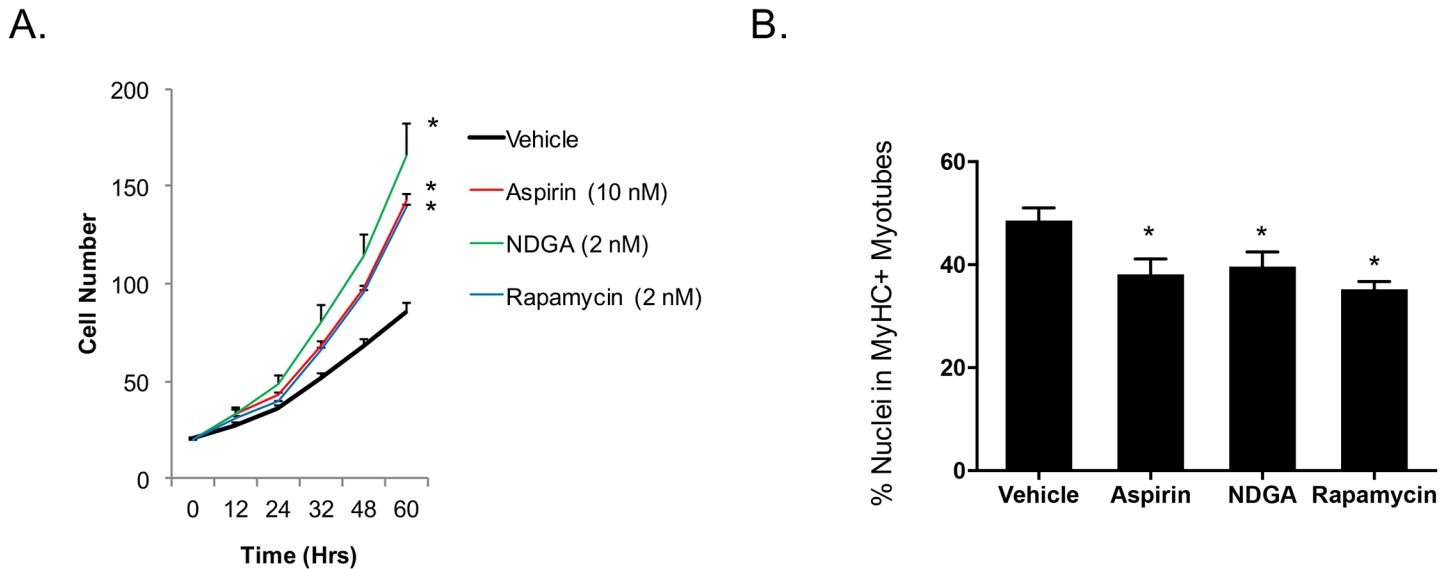 A.
200
150
100
50
0
Cell Number
0 12 24 32 48 60
Time (Hrs)
*
*
*
Vehicle
Aspirin (10 nM)
NDGA (2 nM)
Rapamycin (2 nM)
B.
% Nuclei in MyHC+ Myotubes
60
40
20
0
* * *
Vehicle Aspirin NDGA Rapamycin